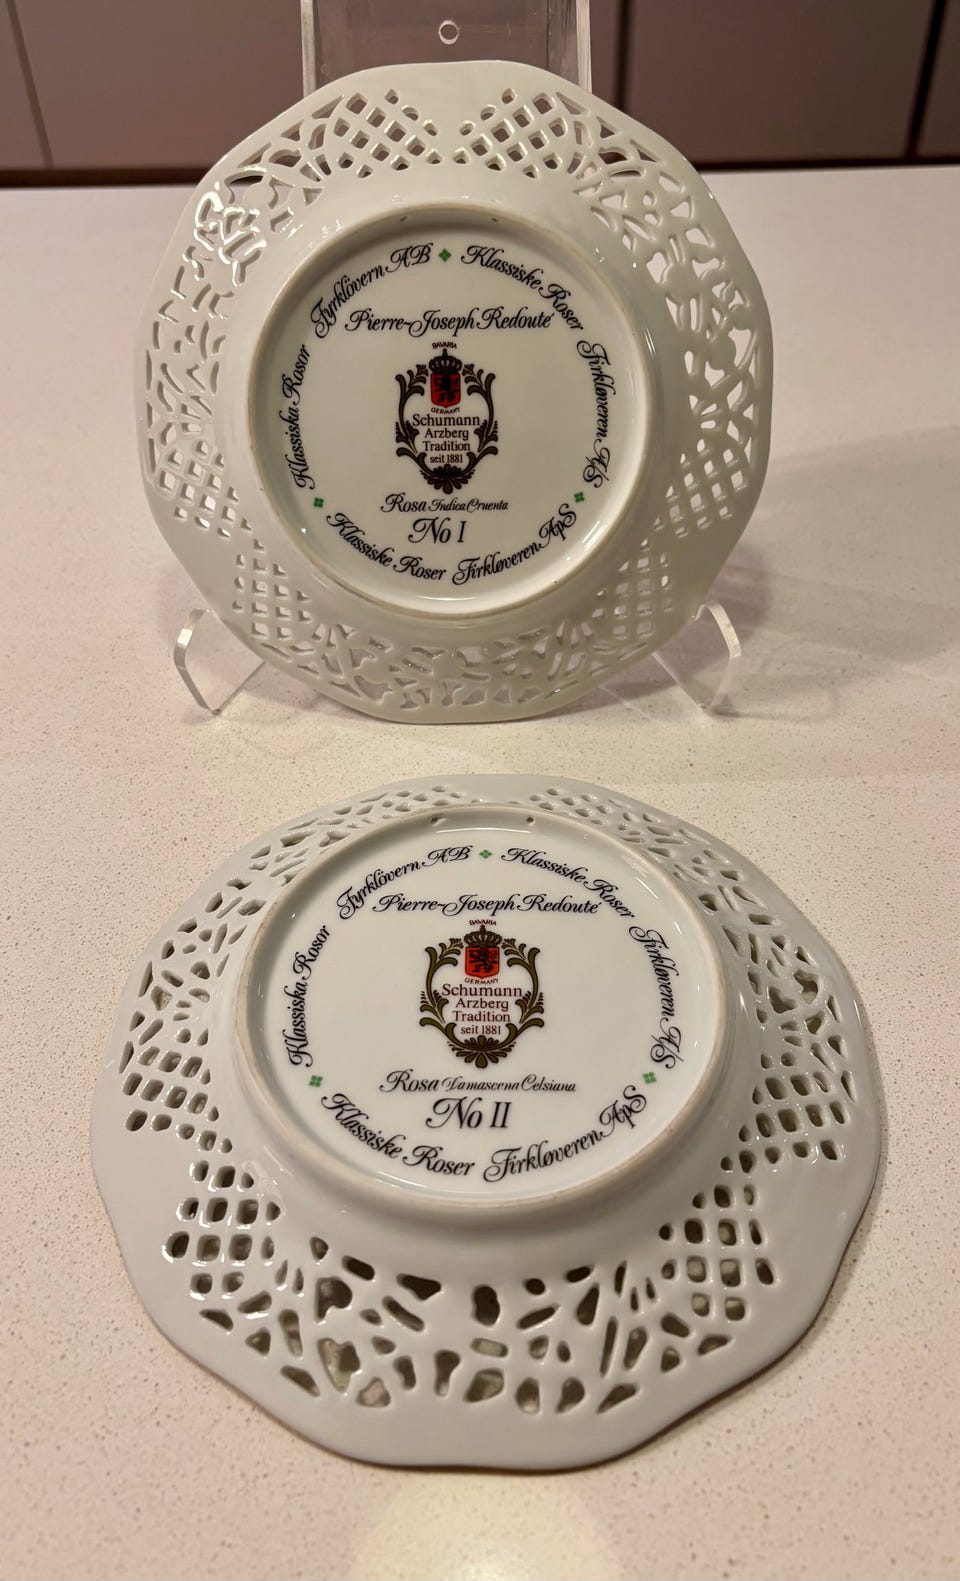 Klassiska Rosor Fyrklövern AB
Klassiske Roser Firkløveren A/S
Pierre-Joseph Redouté
BAVARIA
GERMANY
Schumann
Arzberg
Tradition
seit 1881
Rosa Indica Cruenta
No I
Klassiske Roser Firkløveren ApS
Klassiska Rosor Fyrklövern AB
Klassiske Roser Firkløveren A/S
Pierre-Joseph Redouté
BAVARIA
GERMANY
Schumann
Arzberg
Tradition
seit 1881
Rosa Damascena Celsiana
No II
Klassiske Roser Firkløveren ApS